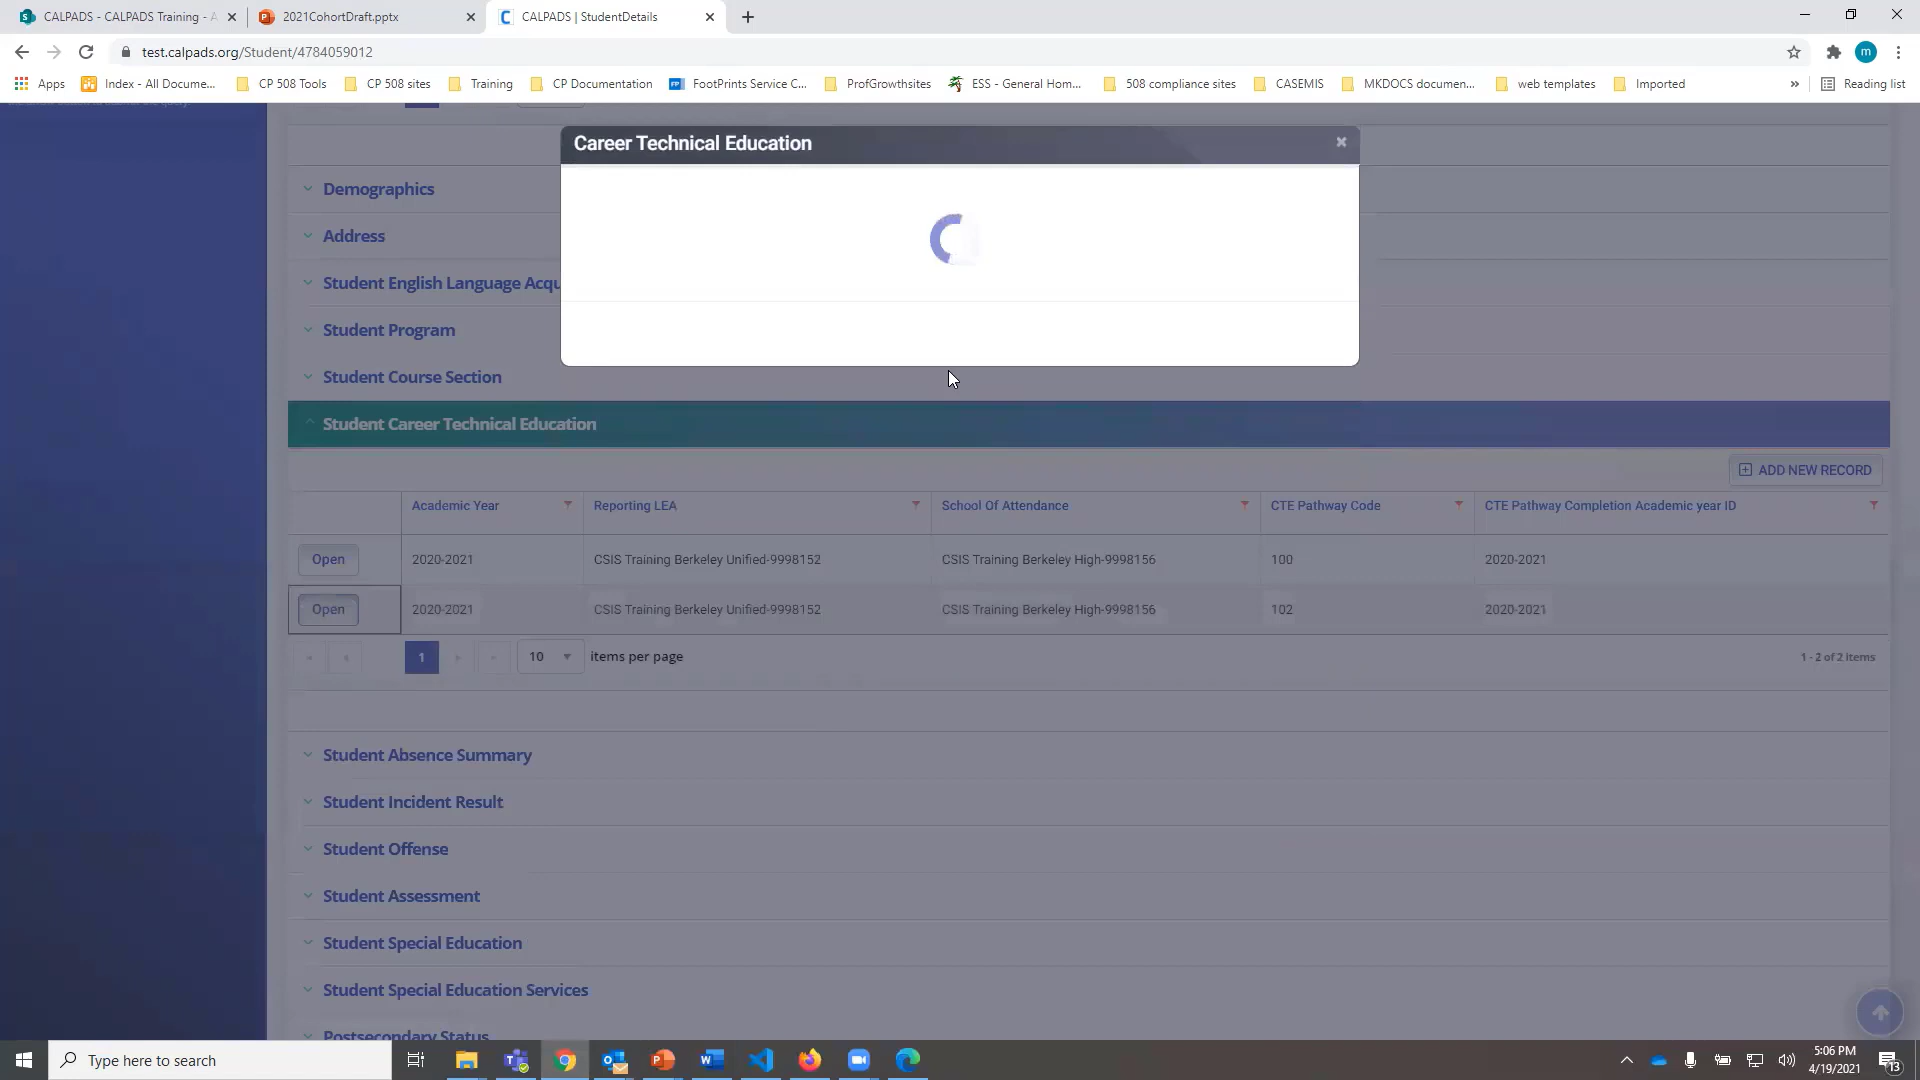 CALPADS - CALPADS Training - A
2021CohortDraft.pptx
CALPADS | StudentDetails
test.calpads.org/Student/4784059012
m
Apps
Index - All Docume...
CP 508 Tools
CP 508 sites
Training
CP Documentation
FootPrints Service C...
ProfGrowthsites
ESS - General Hom...
508 compliance sites
CASEMIS
MKDOCS documen...
web templates
Imported
»
Reading list
Career Technical Education
Demographics
Address
Student English Language Acqu
Student Program
Student Course Section
Student Career Technical Education
ADD NEW RECORD
Academic Year
Reporting LEA
School Of Attendance
CTE Pathway Code
CTE Pathway Completion Academic year ID
Open
2020-2021
CSIS Training Berkeley Unified-9998152
CSIS Training Berkeley High-9998156
100
2020-2021
Open
2020-2021
CSIS Training Berkeley Unified-9998152
CSIS Training Berkeley High-9998156
102
2020-2021
1
10
items per page
1 - 2 of 2 items
Student Absence Summary
Student Incident Result
Student Offense
Student Assessment
Student Special Education
Student Special Education Services
Postsecondary Status
Type here to search
5:06 PM
4/19/2021
13